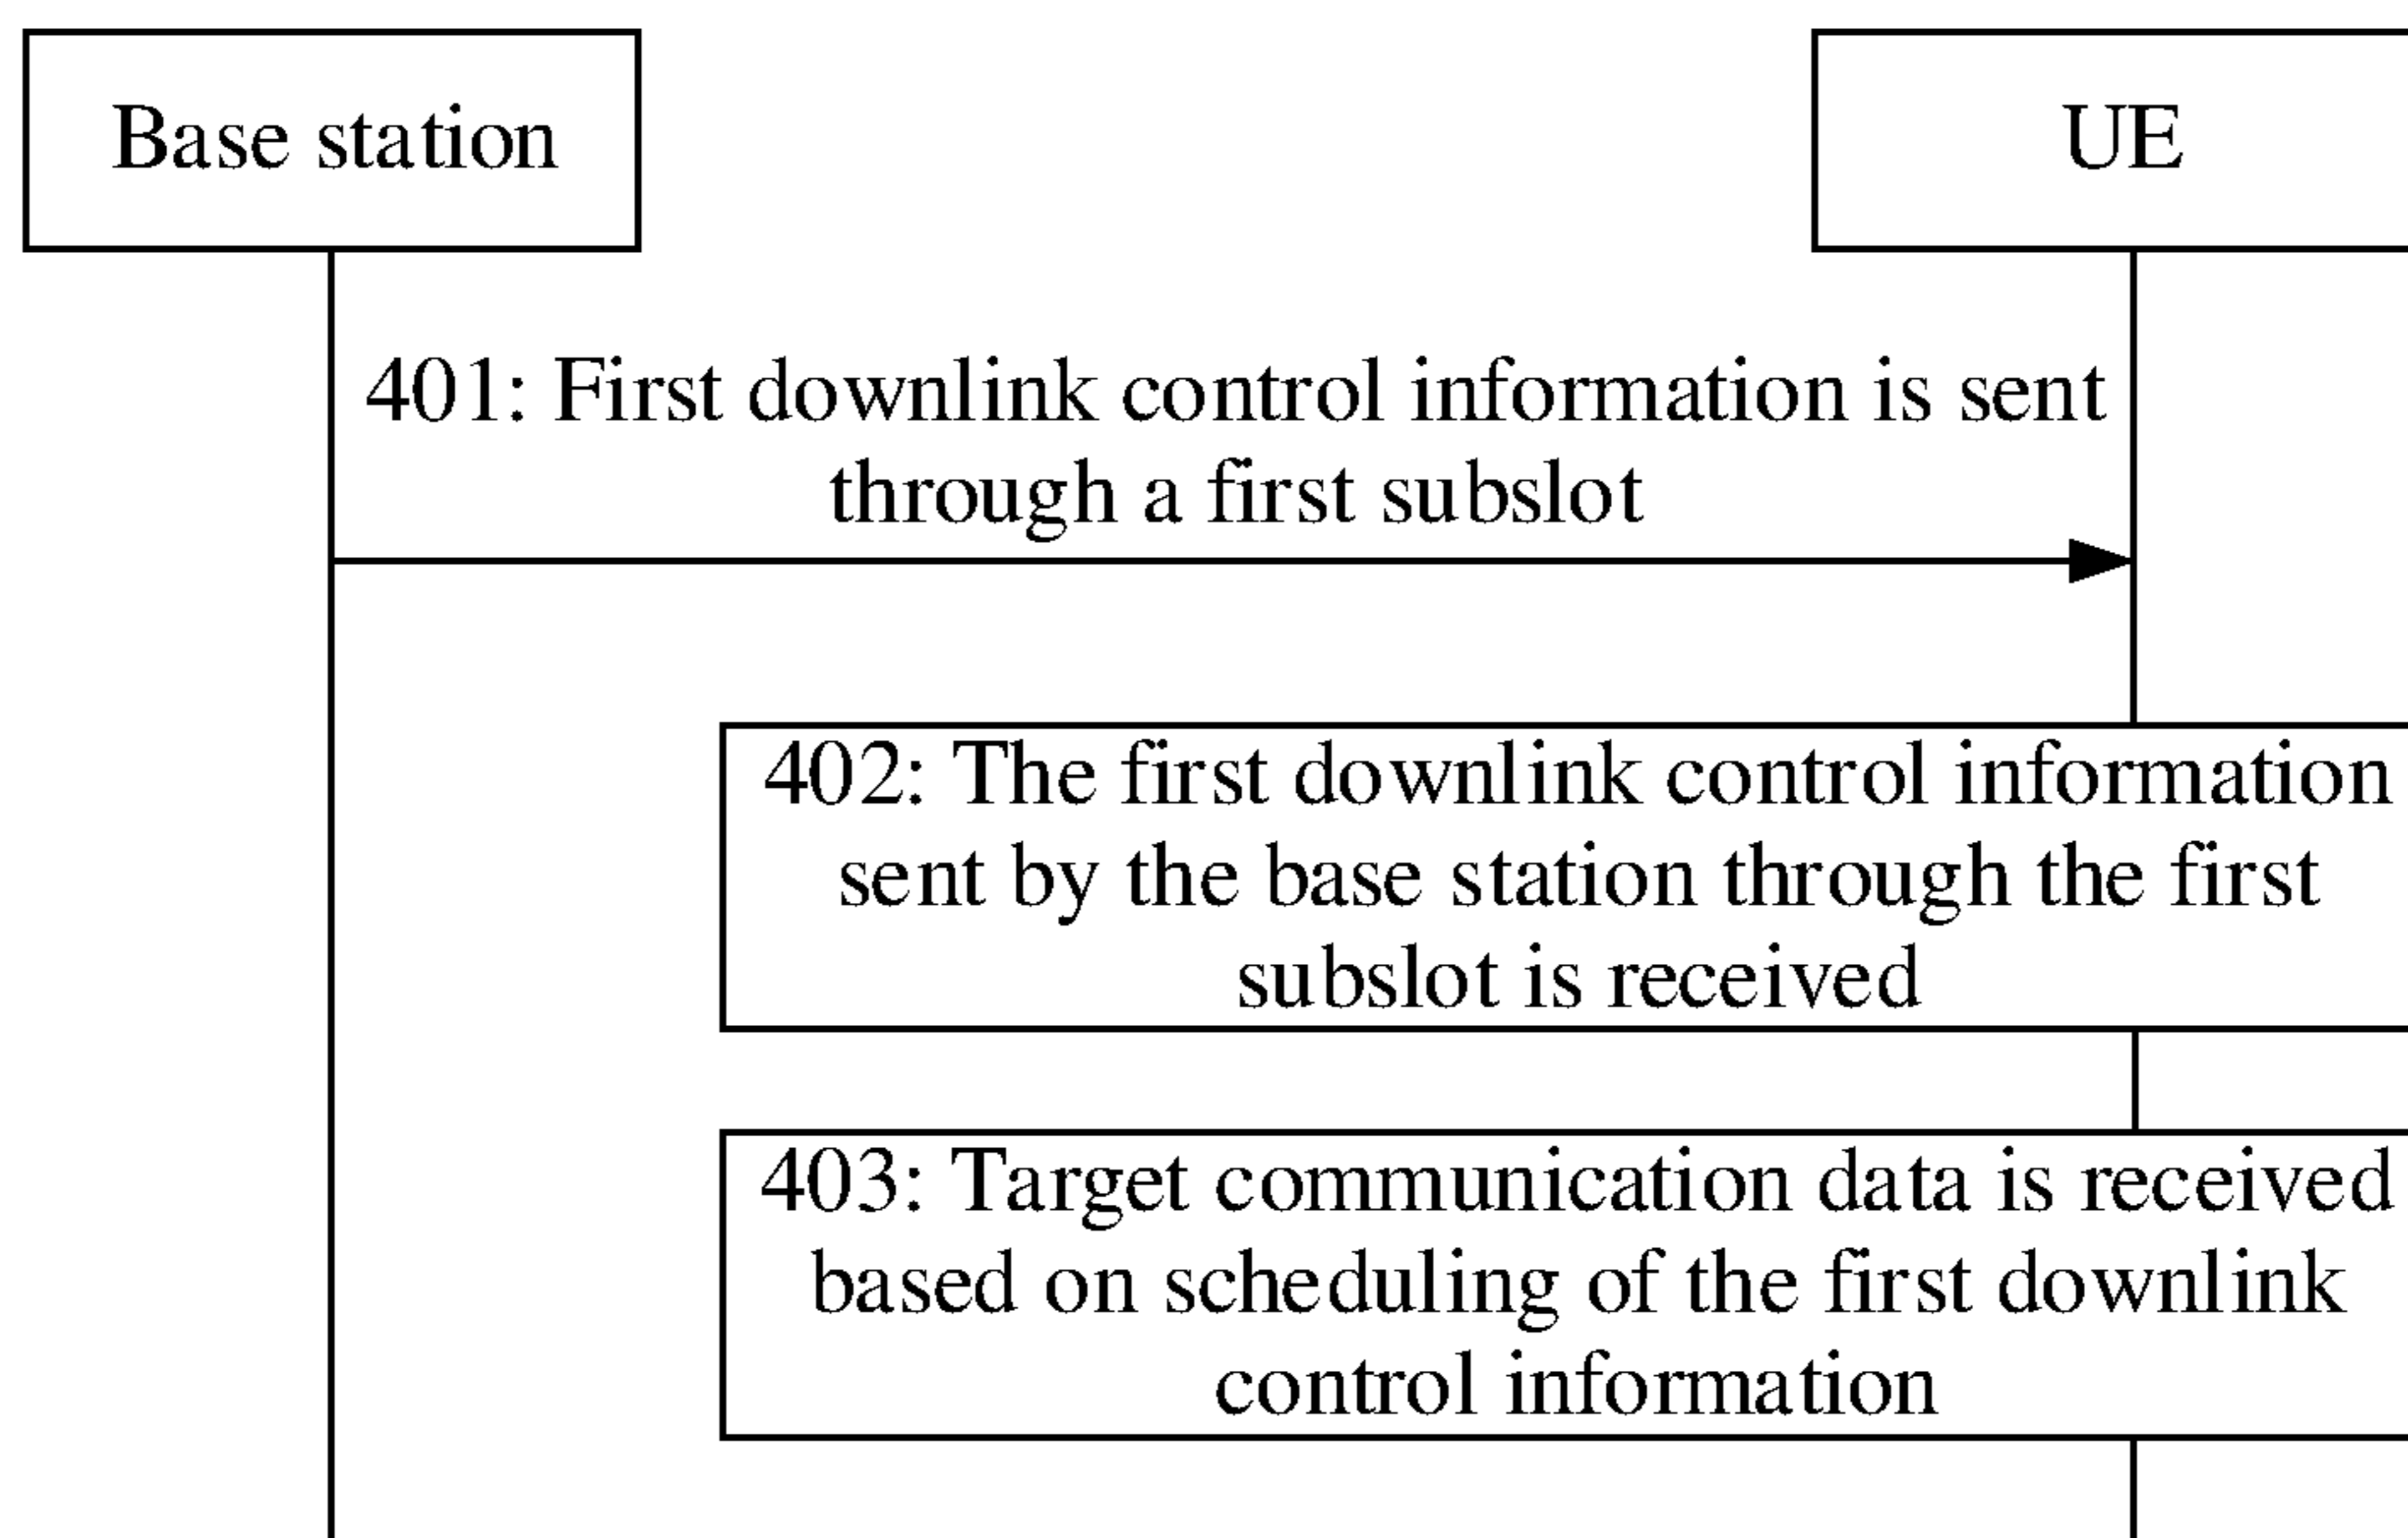 Base station
UE
401: First downlink control information is sent
through a first subslot
402: The first downlink control information
sent by the base station through the first
subslot is received
403: Target communication data is received
based on scheduling of the first downlink
control information